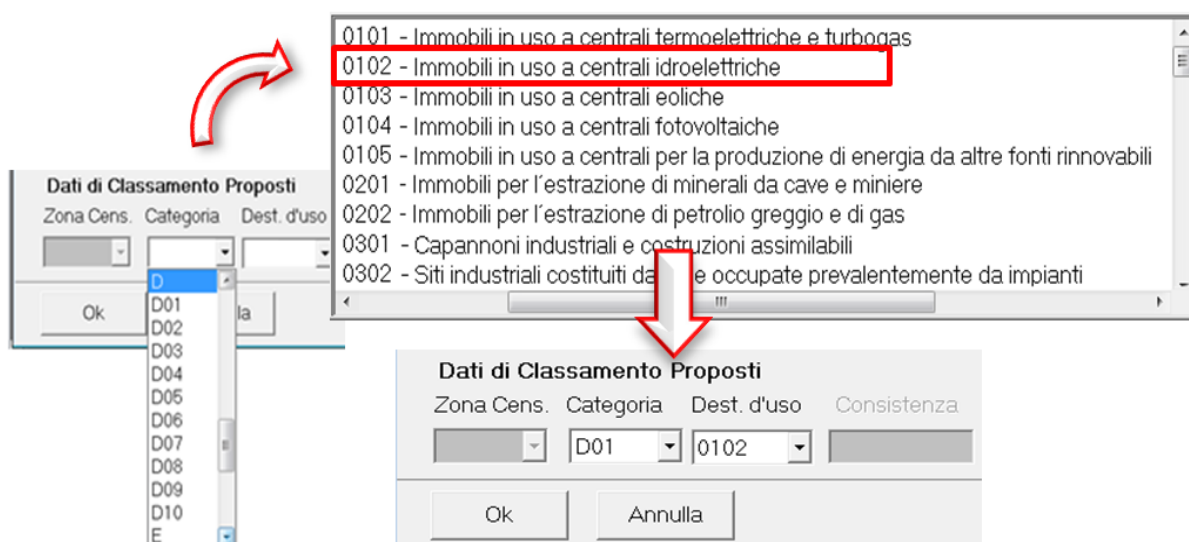 0101 - Immobili in uso a centrali termoelettriche e turbogas
0102 - Immobili in uso a centrali idroelettriche
0103 - Immobili in uso a centrali eoliche
0104 - Immobili in uso a centrali fotovoltaiche
0105 - Immobili in uso a centrali per la produzione di energia da altre fonti rinnovabili
0201 - Immobili per l´estrazione di minerali da cave e miniere
0202 - Immobili per l´estrazione di petrolio greggio e di gas
0301 - Capannoni industriali e costruzioni assimilabili
0302 - Siti industriali costituiti da occupate prevalentemente da impianti
Dati di Classamento Proposti
Zona Cens. Categoria Dest. d'uso
Ok la
D
D01
D02
D03
D04
D05
D06
D07
D08
D09
D10
E
Dati di Classamento Proposti
Zona Cens. Categoria Dest. d'uso Consistenza
D01 0102
Ok Annulla